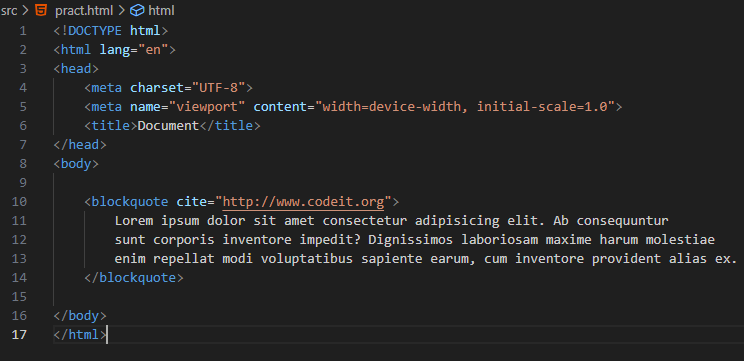 src > pract.html > html
1 <!DOCTYPE html>
2 <html lang="en">
3 <head>
4     <meta charset="UTF-8">
5     <meta name="viewport" content="width=device-width, initial-scale=1.0">
6     <title>Document</title>
7 </head>
8 <body>
9
10     <blockquote cite="http://www.codeit.org">
11         Lorem ipsum dolor sit amet consectetur adipisicing elit. Ab consequuntur
12         sunt corporis inventore impedit? Dignissimos laboriosam maxime harum molestiae
13         enim repellat modi voluptatibus sapiente earum, cum inventore provident alias ex.
14     </blockquote>
15
16 </body>
17 </html>